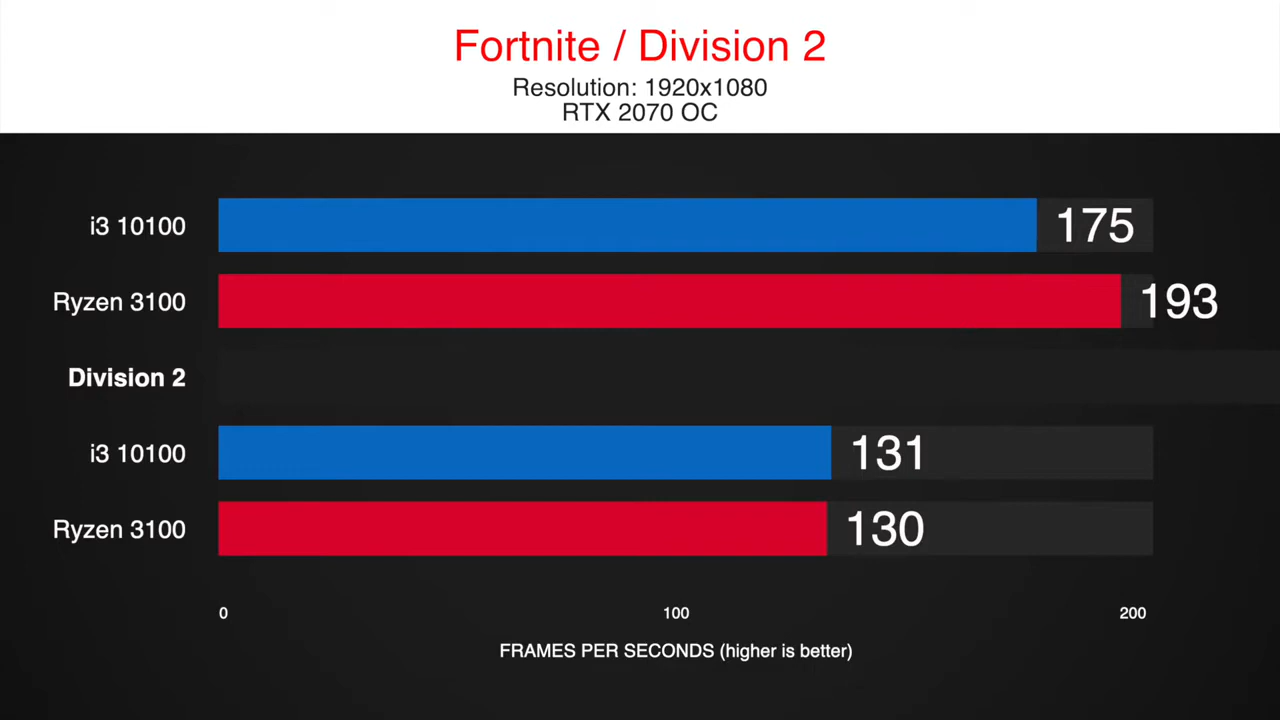 Fortnite / Division 2
Resolution: 1920x1080
RTX 2070 OC
i3 10100 175
Ryzen 3100 193
Division 2
i3 10100 131
Ryzen 3100 130
0 100 200
FRAMES PER SECONDS (higher is better)